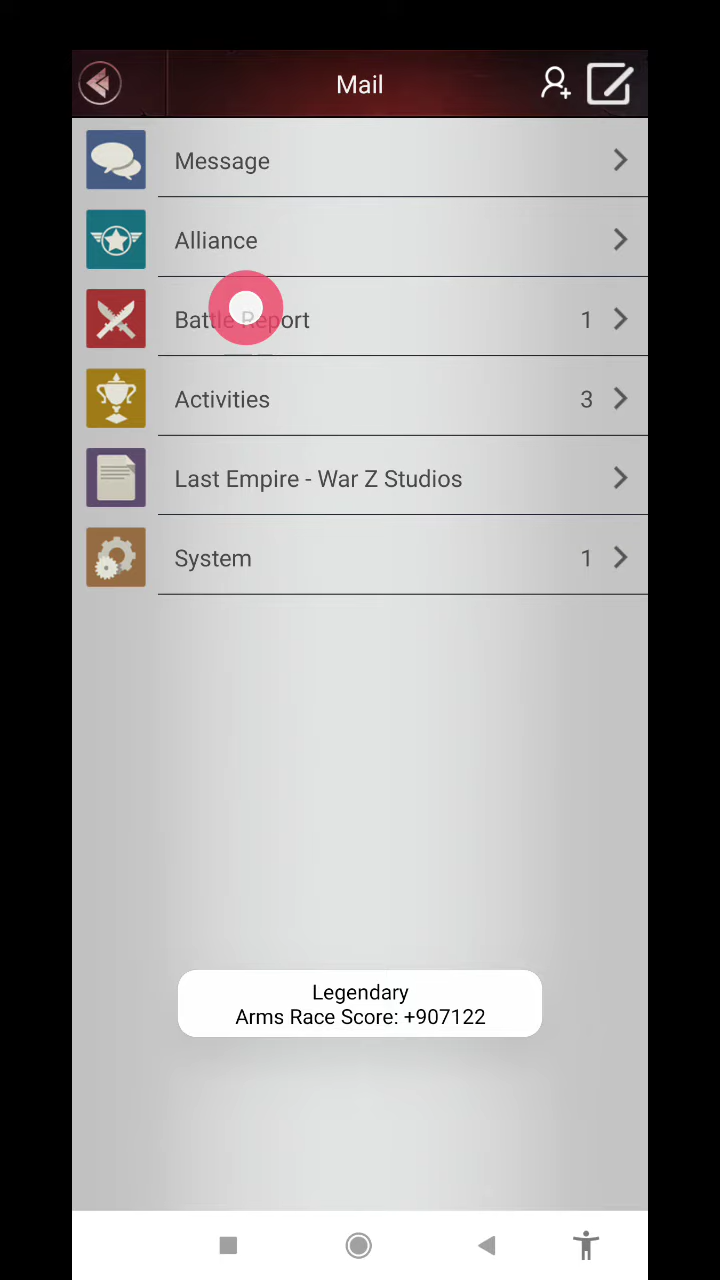 Mail
Message
Alliance
Battle Report 1
Activities 3
Last Empire - War Z Studios
System 1
Legendary
Arms Race Score: +907122